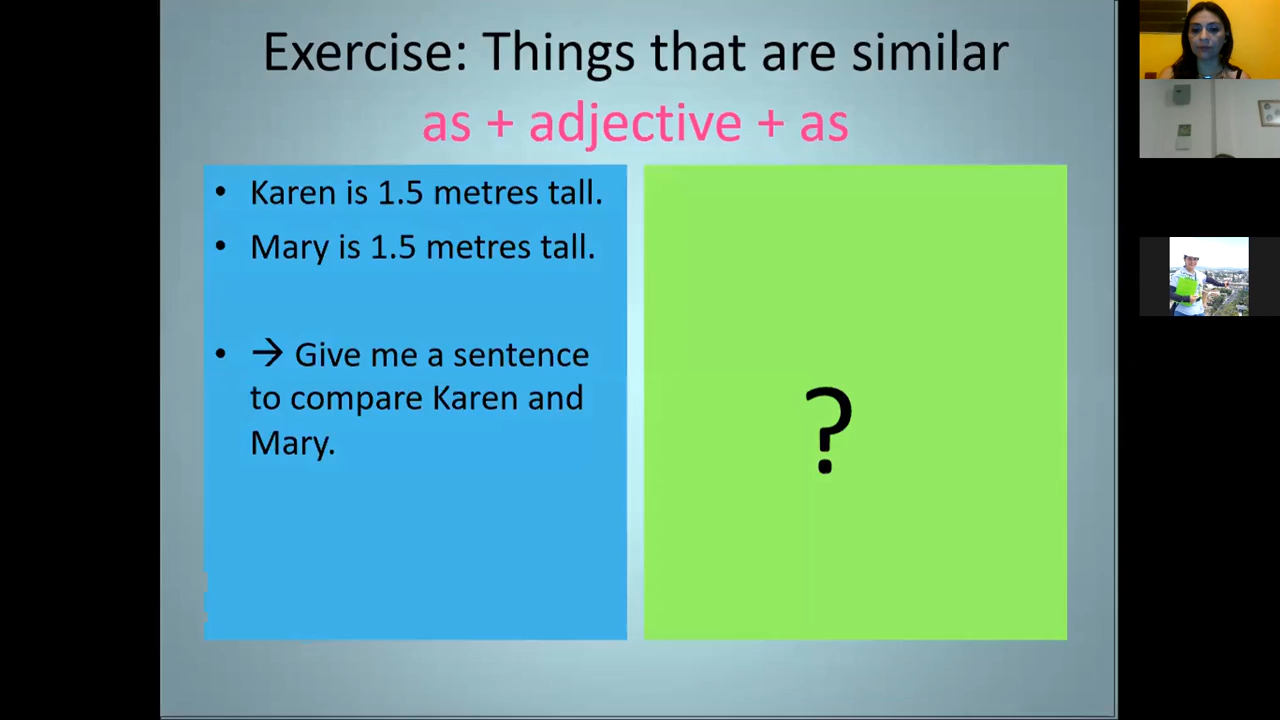 Exercise: Things that are similar
as + adjective + as
• Karen is 1.5 metres tall.
• Mary is 1.5 metres tall.
• → Give me a sentence
to compare Karen and
Mary.
?